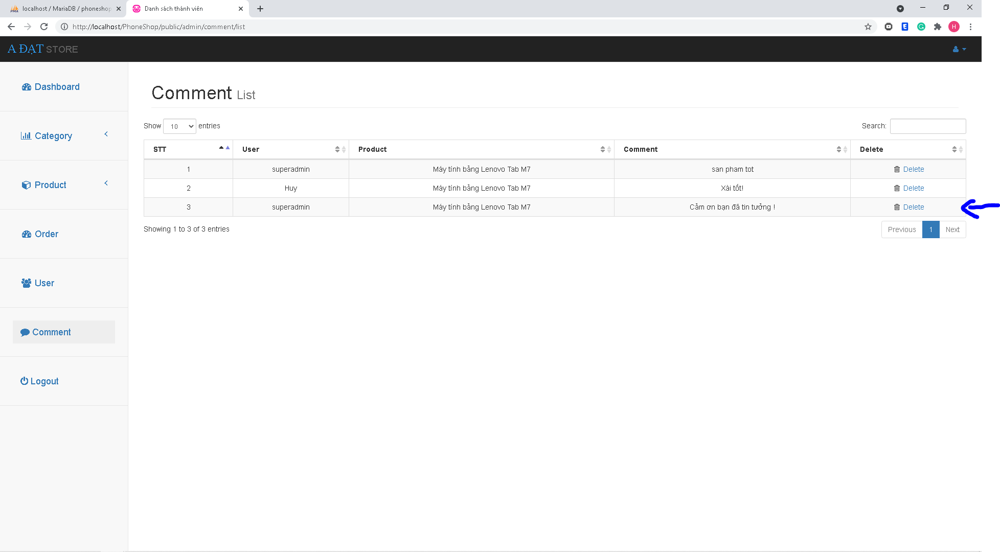 localhost / MariaDB / phoneshop
Danh sách thành viên
http://localhost/PhoneShop/public/admin/comment/list
H
A ĐẠT STORE
Dashboard
Category
Product
Order
User
Comment
Logout
Comment List
Show 10 entries
Search:
STT User Product Comment Delete
1 superadmin Máy tính bảng Lenovo Tab M7 san pham tot Delete
2 Huy Máy tính bảng Lenovo Tab M7 Xài tốt! Delete
3 superadmin Máy tính bảng Lenovo Tab M7 Cảm ơn bạn đã tin tưởng ! Delete
Showing 1 to 3 of 3 entries
Previous 1 Next